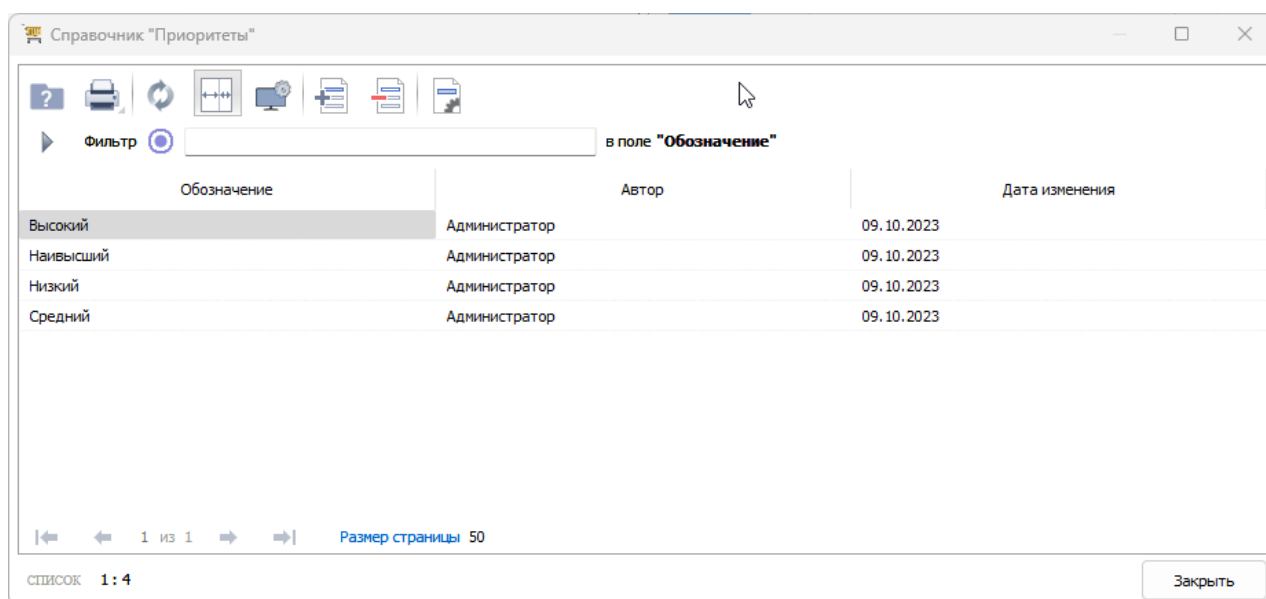 Справочник "Приоритеты"
Фильтр в поле "Обозначение"
Обозначение Автор Дата изменения
Высокий Администратор 09.10.2023
Наивысший Администратор 09.10.2023
Низкий Администратор 09.10.2023
Средний Администратор 09.10.2023
1 из 1 Размер страницы 50
СПИСОК 1:4 Закрыть